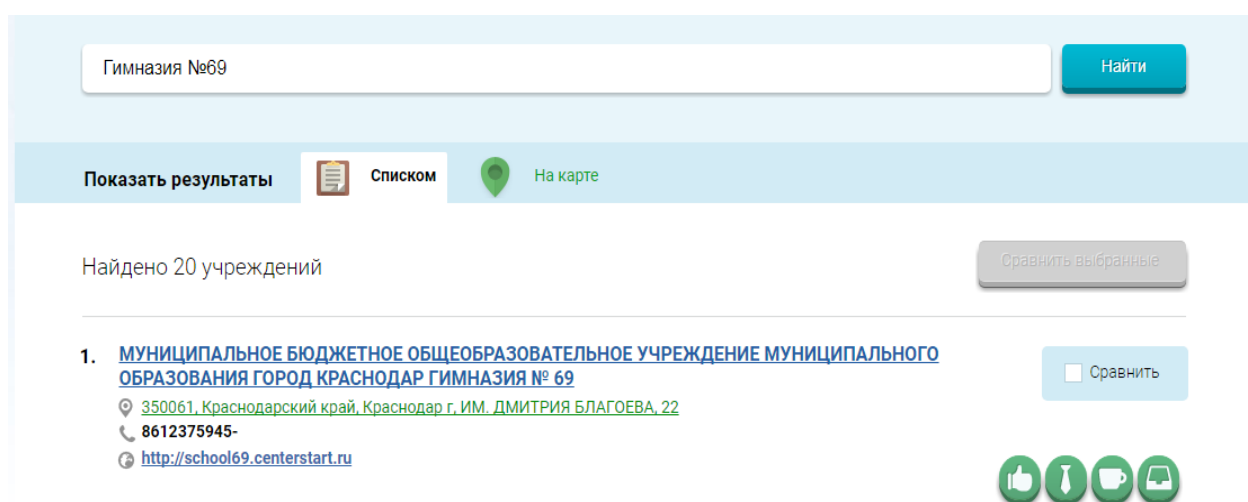 Гимназия №69
Найти
Показать результаты Списком На карте
Найдено 20 учреждений
Сравнить выбранные
1. МУНИЦИПАЛЬНОЕ БЮДЖЕТНОЕ ОБЩЕОБРАЗОВАТЕЛЬНОЕ УЧРЕЖДЕНИЕ МУНИЦИПАЛЬНОГО
ОБРАЗОВАНИЯ ГОРОД КРАСНОДАР ГИМНАЗИЯ № 69
Сравнить
350061, Краснодарский край, Краснодар г, ИМ. ДМИТРИЯ БЛАГОЕВА, 22
8612375945-
http://school69.centerstart.ru